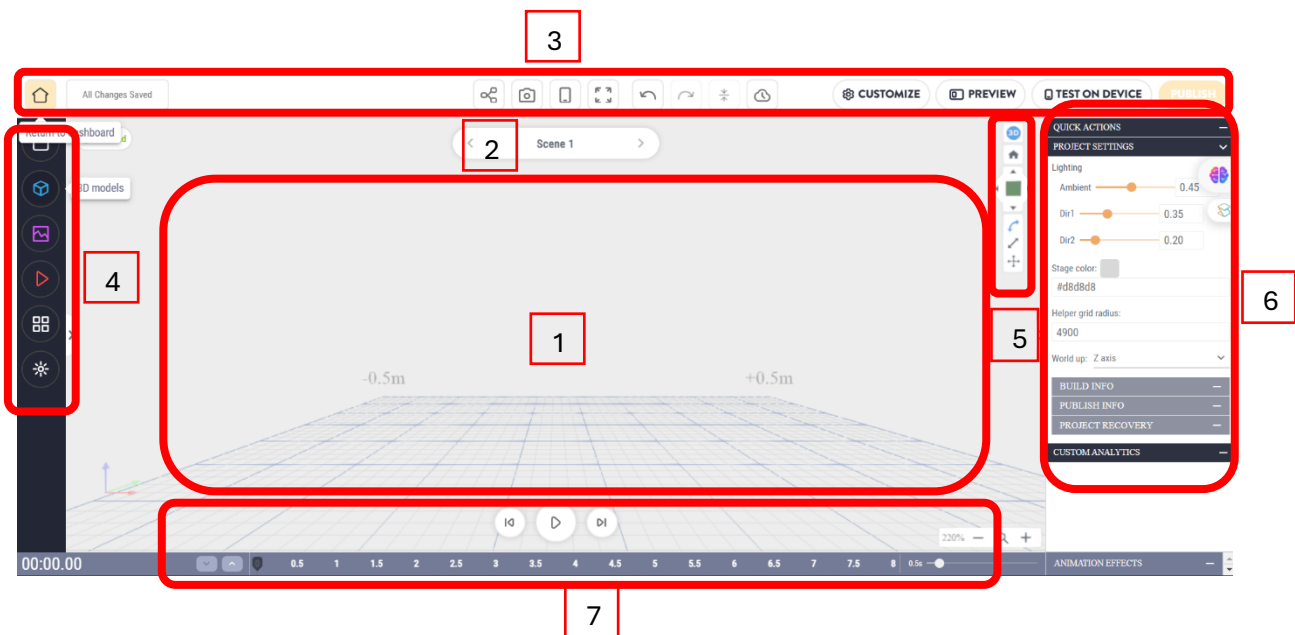 3
All Changes Saved
CUSTOMIZE
PREVIEW
TEST ON DEVICE
PUBLISH
Return to dashboard
d
2
Scene 1
3D
3D models
4
1
5
6
-0.5m
+0.5m
QUICK ACTIONS
PROJECT SETTINGS
Lighting
Ambient
0.45
Dir1
0.35
Dir2
0.20
Stage color:
#d8d8d8
Helper grid radius:
4900
World up: Z axis
BUILD INFO
PUBLISH INFO
PROJECT RECOVERY
CUSTOM ANALYTICS
220%
00:00.00
0.5 1 1.5 2 2.5 3 3.5 4 4.5 5 5.5 6 6.5 7 7.5 8 0.5s
ANIMATION EFFECTS
7